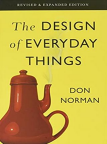 REVISED & EXPANDED EDITION
The DESIGN
of EVERYDAY
THINGS
DON
NORMAN